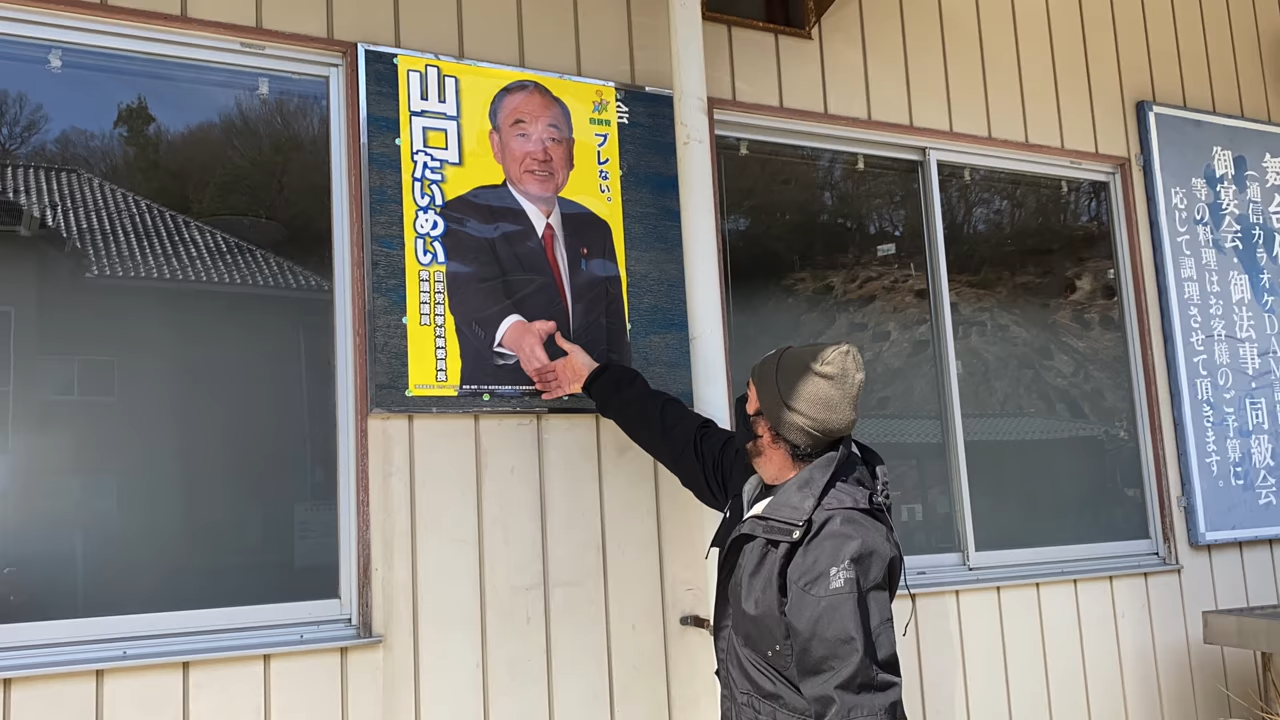 山口たいめい
衆議院議員
自民党選挙対策委員長
自民党
ブレない。
会
(通信カラオケDAM
御宴会・御法事・同級会
等の料理はお客様のご予算に
応じて調理させて頂きます。